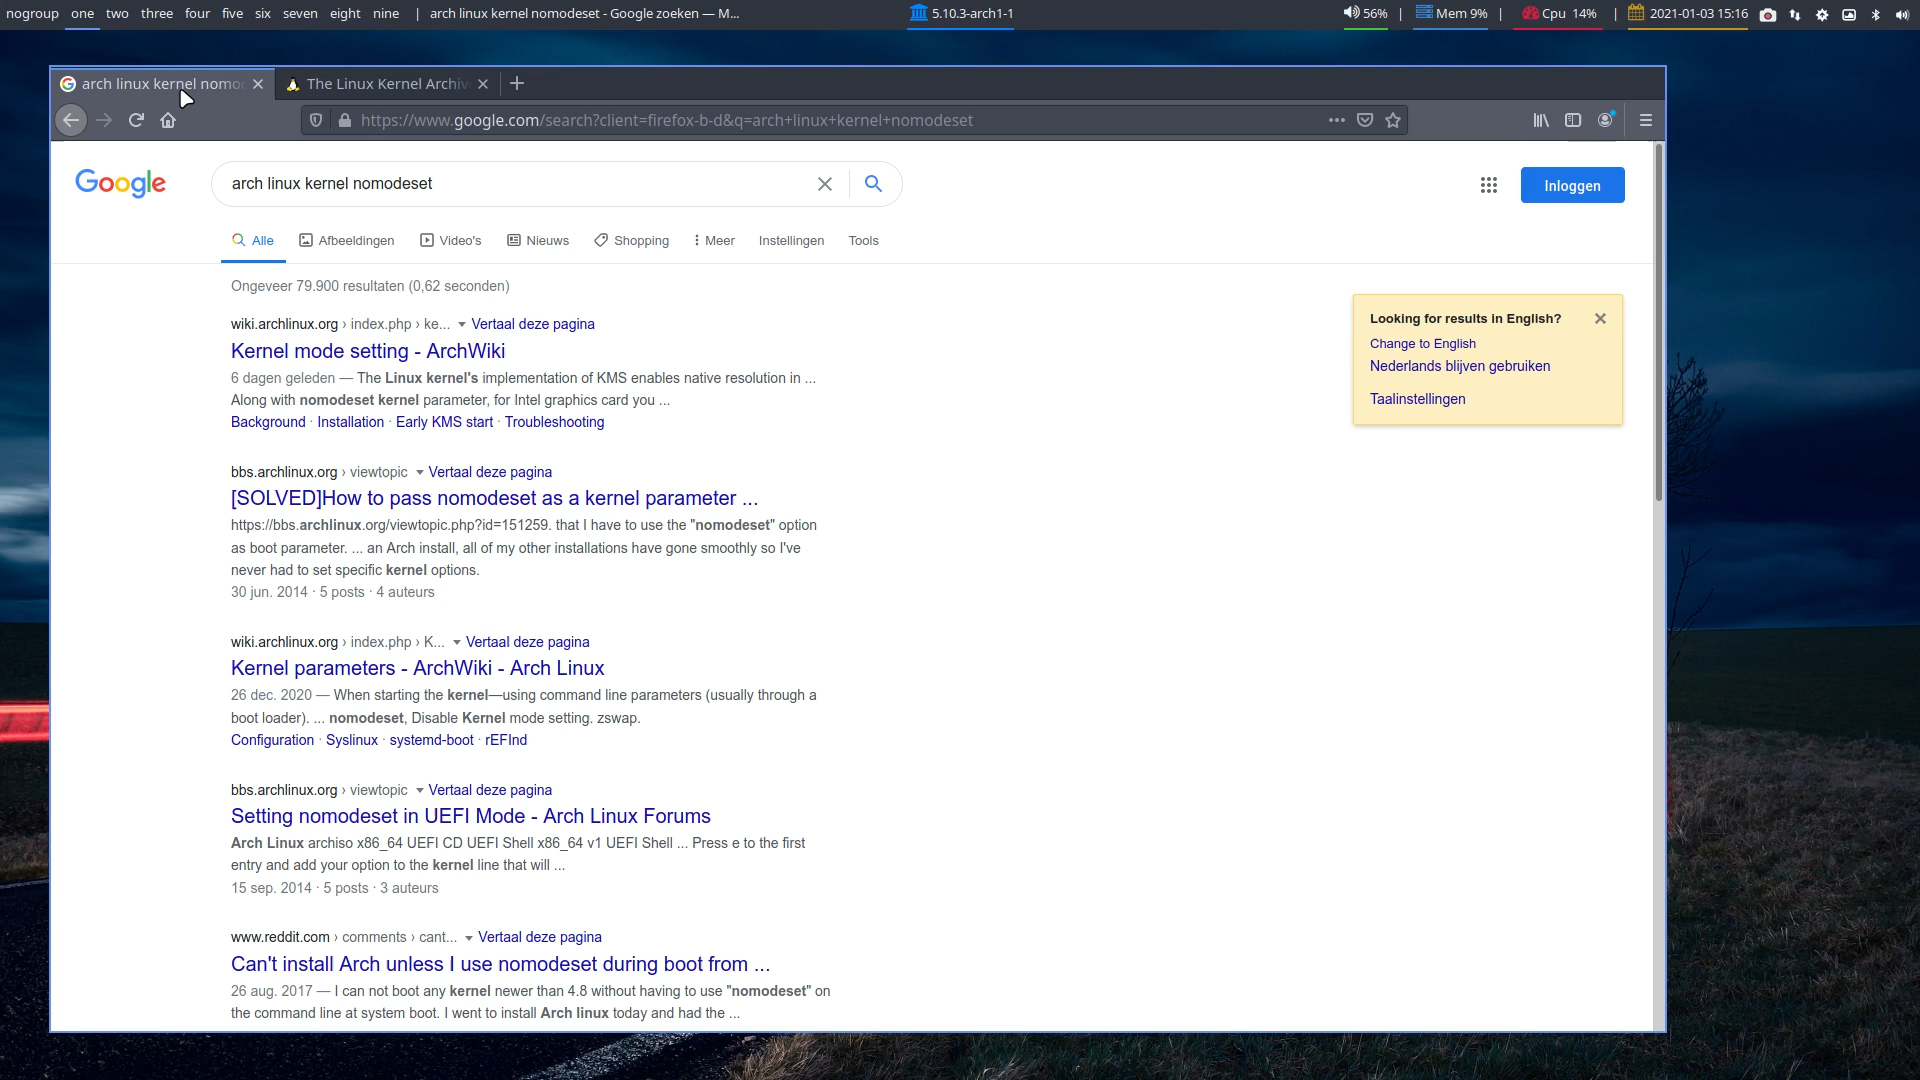 nogroup one two three four five six seven eight nine | arch linux kernel nomodeset - Google zoeken — M... 5.10.3-arch1-1 56% | Mem 9% | Cpu 14% | 2021-01-03 15:16
arch linux kernel nomo The Linux Kernel Archiv
https://www.google.com/search?client=firefox-b-d&q=arch+linux+kernel+nomodeset
Google arch linux kernel nomodeset Inloggen
Alle Afbeeldingen Video's Nieuws Shopping Meer Instellingen Tools
Ongeveer 79.900 resultaten (0,62 seconden)
wiki.archlinux.org › index.php › ke... Vertaal deze pagina
Kernel mode setting - ArchWiki
6 dagen geleden — The Linux kernel's implementation of KMS enables native resolution in ...
Along with nomodeset kernel parameter, for Intel graphics card you ...
Background · Installation · Early KMS start · Troubleshooting
bbs.archlinux.org › viewtopic Vertaal deze pagina
[SOLVED]How to pass nomodeset as a kernel parameter ...
https://bbs.archlinux.org/viewtopic.php?id=151259. that I have to use the "nomodeset" option
as boot parameter. ... an Arch install, all of my other installations have gone smoothly so I've
never had to set specific kernel options.
30 jun. 2014 · 5 posts · 4 auteurs
wiki.archlinux.org › index.php › K... Vertaal deze pagina
Kernel parameters - ArchWiki - Arch Linux
26 dec. 2020 — When starting the kernel—using command line parameters (usually through a
boot loader). ... nomodeset, Disable Kernel mode setting. zswap.
Configuration · Syslinux · systemd-boot · rEFInd
bbs.archlinux.org › viewtopic Vertaal deze pagina
Setting nomodeset in UEFI Mode - Arch Linux Forums
Arch Linux archiso x86_64 UEFI CD UEFI Shell x86_64 v1 UEFI Shell ... Press e to the first
entry and add your option to the kernel line that will ...
15 sep. 2014 · 5 posts · 3 auteurs
www.reddit.com › comments › cant... Vertaal deze pagina
Can't install Arch unless I use nomodeset during boot from ...
26 aug. 2017 — I can not boot any kernel newer than 4.8 without having to use "nomodeset" on
the command line at system boot. I went to install Arch linux today and had the ...
Looking for results in English?
Change to English
Nederlands blijven gebruiken
Taalinstellingen